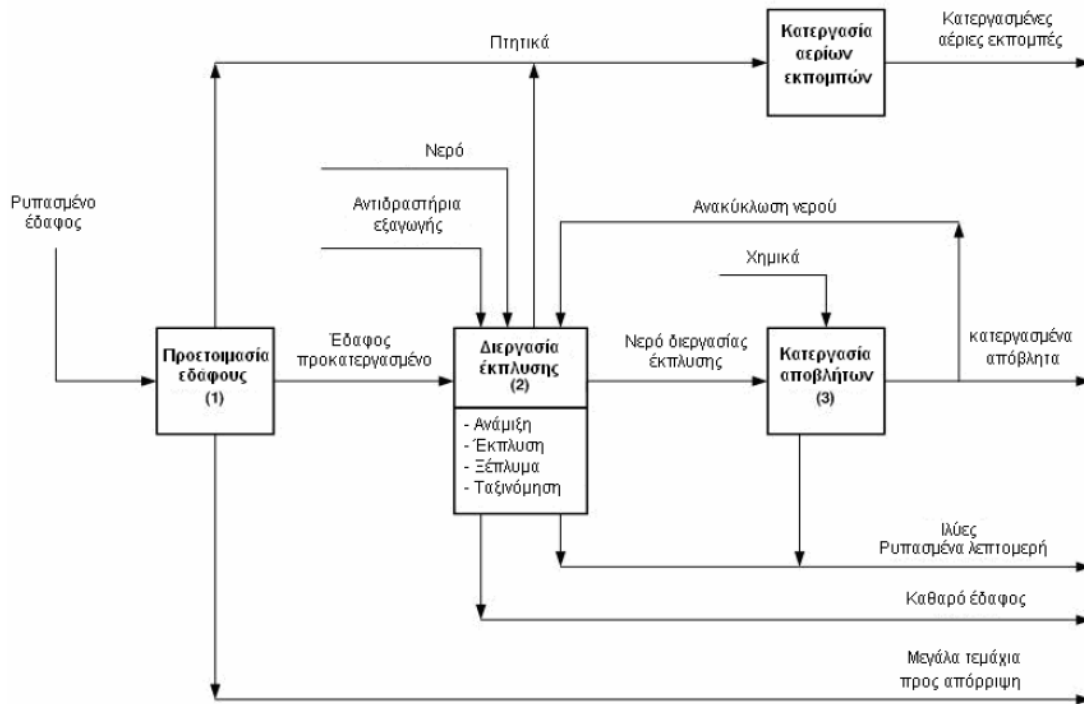 Κατεργασμένες
αέριες εκπομπές
Πτητικά
Κατεργασία
αερίων
εκπομπών
Νερό
Ρυπασμένο
έδαφος
Αντιδραστήρια
εξαγωγής
Ανακύκλωση νερού
Χημικά
Προετοιμασία
εδάφους
(1)
Έδαφος
προκατεργασμένο
Διεργασία
έκπλυσης
(2)
- Ανάμιξη
- Έκπλυση
- Ξέπλυμα
- Ταξινόμηση
Νερό διεργασίας
έκπλυσης
Κατεργασία
αποβλήτων
(3)
κατεργασμένα
απόβλητα
Ιλύες
Ρυπασμένα λεπτομερή
Καθαρό έδαφος
Μεγάλα τεμάχια
προς απόρριψη